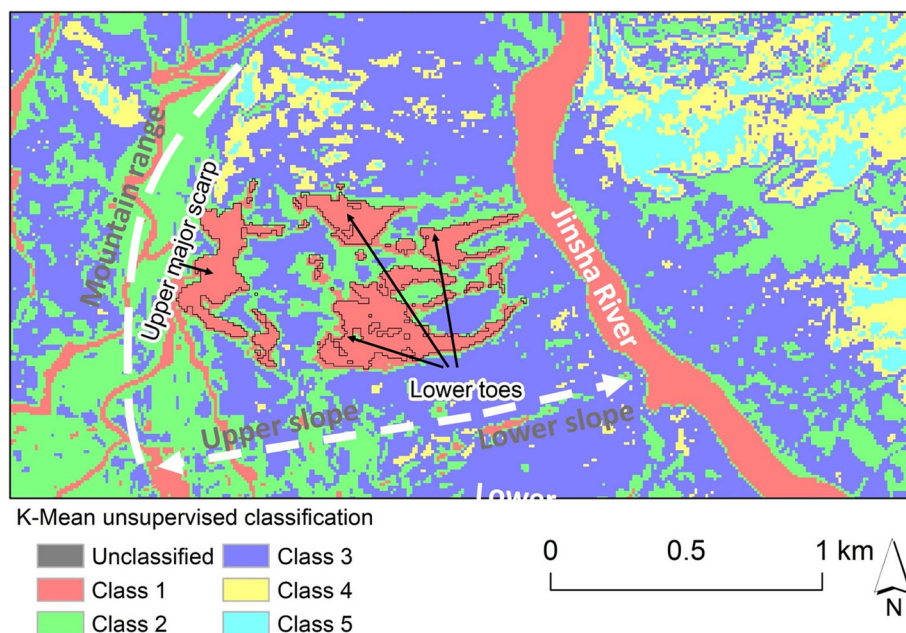 Mountain range
Upper major scarp
Jinsha River
Lower toes
Upper slope
Lower slope
Lower
K-Mean unsupervised classification
Unclassified
Class 1
Class 2
Class 3
Class 4
Class 5
0 0.5 1 km
N